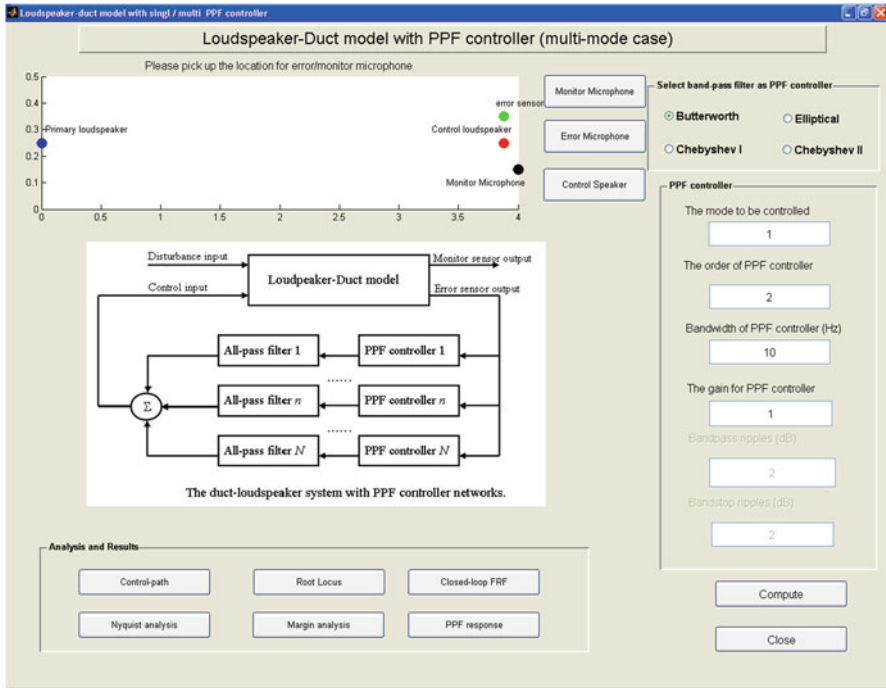 Loudspeaker-duct model with singl / multi PPF controller
Loudspeaker-Duct model with PPF controller (multi-mode case)
Please pick up the location for error/monitor microphone
0.5
0.4
0.3
0.2
0.1
0
0
0.5
1
1.5
2
2.5
3
3.5
4
Primary loudspeaker
error sensor
Control loudspeaker
Monitor Microphone
Monitor Microphone
Error Microphone
Control Speaker
Select band-pass filter as PPF controller
Butterworth
Elliptical
Chebyshev I
Chebyshev II
Disturbance input
Control input
Loudpeaker-Duct model
Monitor sensor output
Error sensor output
All-pass filter 1
PPF controller 1
......
All-pass filter n
PPF controller n
Σ
......
All-pass filter N
PPF controller N
The duct-loudspeaker system with PPF controller networks.
PPF controller
The mode to be controlled
1
The order of PPF controller
2
Bandwidth of PPF controller (Hz)
10
The gain for PPF controller
1
Bandpass ripples (dB)
2
Bandstop ripples (dB)
2
Analysis and Results
Control-path
Root Locus
Closed-loop FRF
Nyquist analysis
Margin analysis
PPF response
Compute
Close